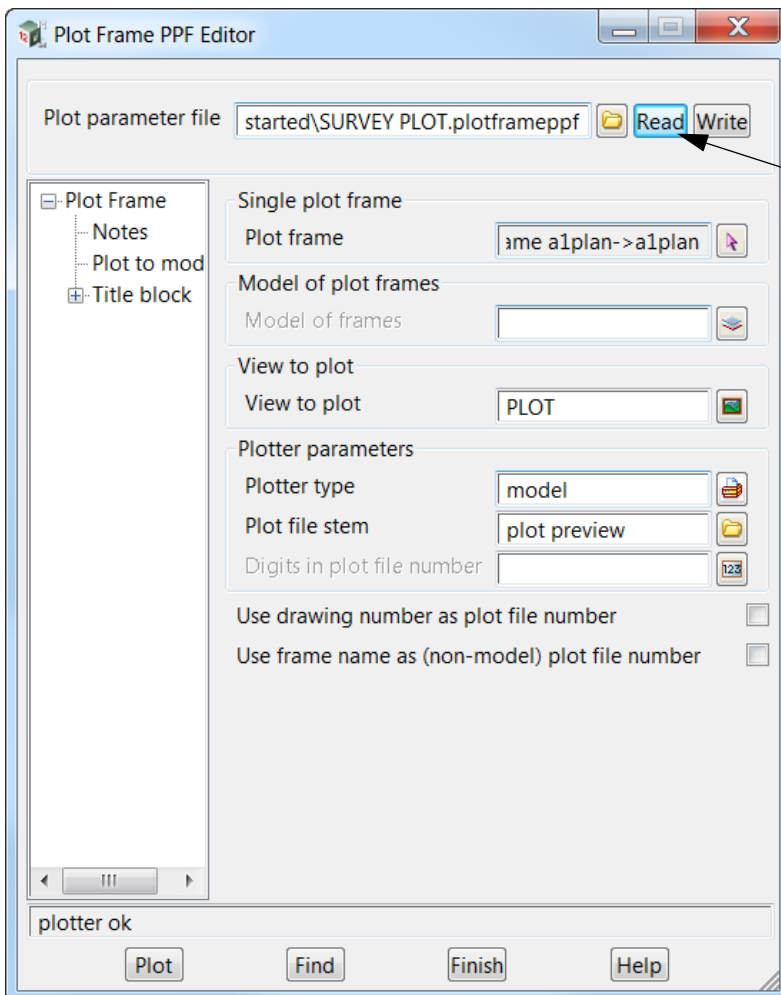 Plot Frame PPF Editor
Plot parameter file started\SURVEY PLOT.plotframeppf Read Write
Plot Frame
Notes
Plot to mod
Title block
Single plot frame
Plot frame ame a1plan->a1plan
Model of plot frames
Model of frames
View to plot
View to plot PLOT
Plotter parameters
Plotter type model
Plot file stem plot preview
Digits in plot file number 123
Use drawing number as plot file number
Use frame name as (non-model) plot file number
plotter ok
Plot Find Finish Help